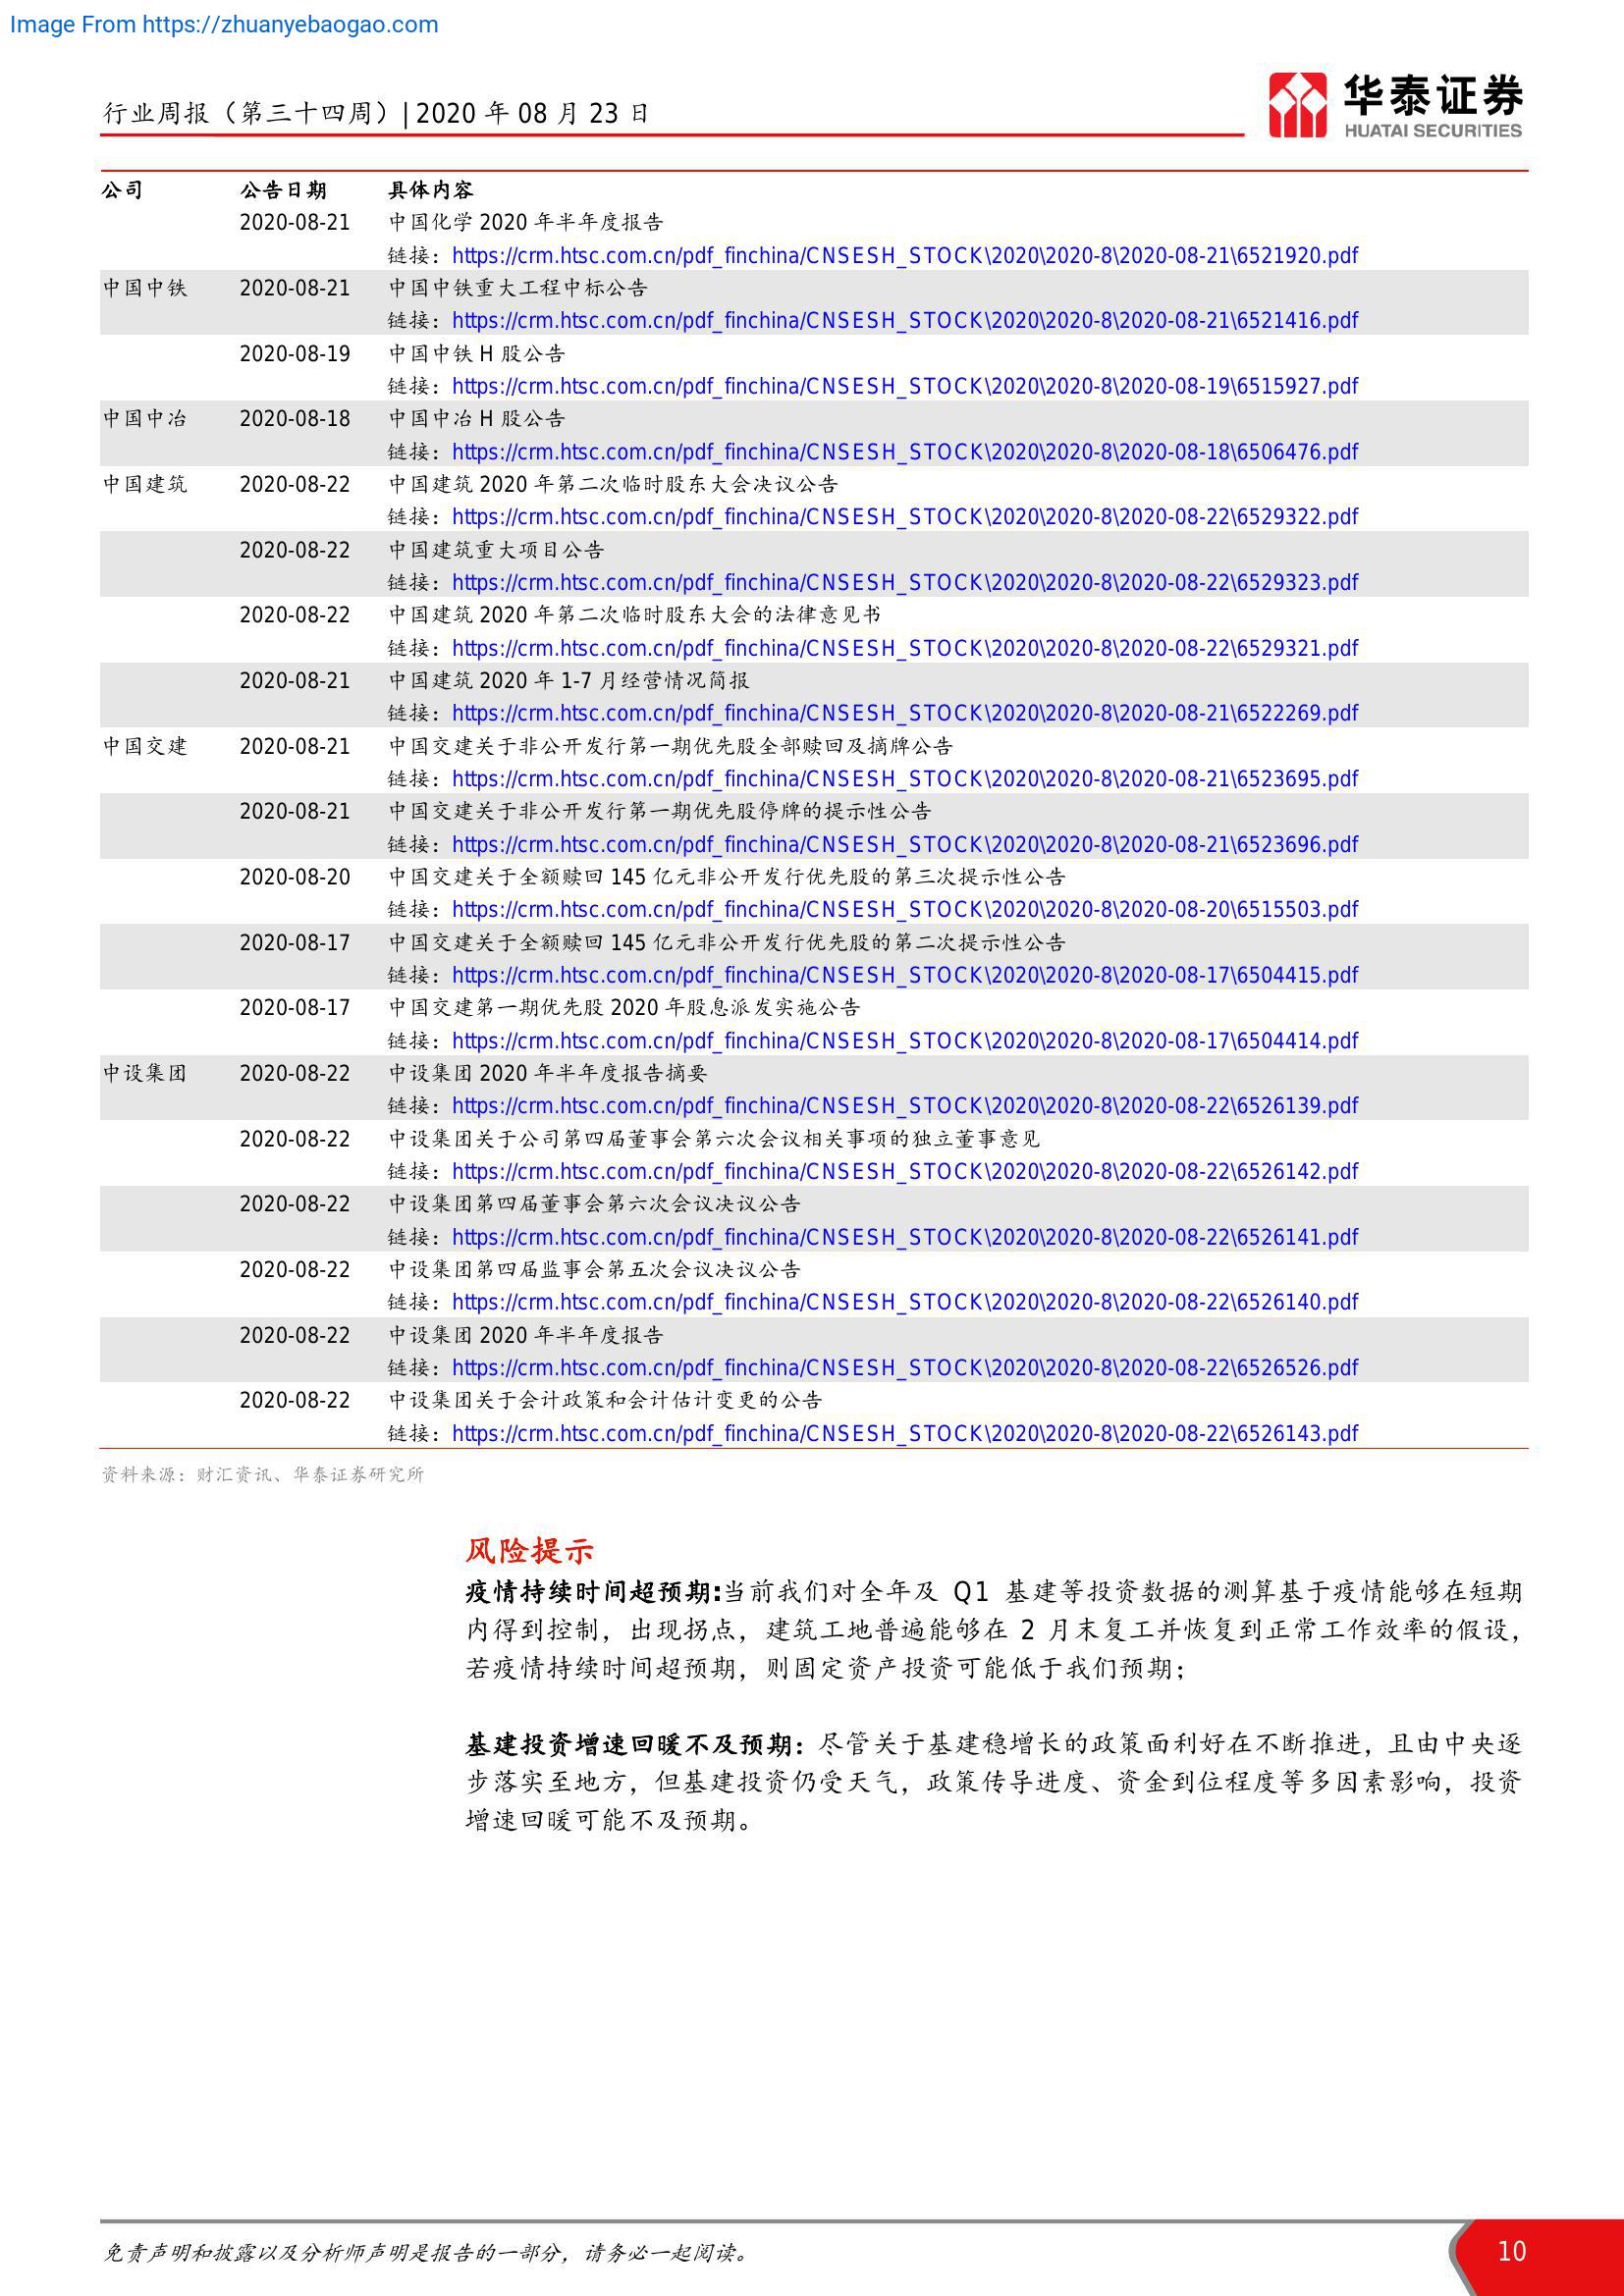 Image From https://zhuanyebaogao.com
行业周报（第三十四周）| 2020 年 08 月 23 日
华泰证券
HUATAI SECURITIES
公司 公告日期 具体内容
2020-08-21 中国化学 2020 年半年度报告
链接：https://crm.htsc.com.cn/pdf_finchina/CNSESH_STOCK\2020\2020-8\2020-08-21\6521920.pdf
中国中铁 2020-08-21 中国中铁重大工程中标公告
链接：https://crm.htsc.com.cn/pdf_finchina/CNSESH_STOCK\2020\2020-8\2020-08-21\6521416.pdf
2020-08-19 中国中铁 H 股公告
链接：https://crm.htsc.com.cn/pdf_finchina/CNSESH_STOCK\2020\2020-8\2020-08-19\6515927.pdf
中国中冶 2020-08-18 中国中冶 H 股公告
链接：https://crm.htsc.com.cn/pdf_finchina/CNSESH_STOCK\2020\2020-8\2020-08-18\6506476.pdf
中国建筑 2020-08-22 中国建筑 2020 年第二次临时股东大会决议公告
链接：https://crm.htsc.com.cn/pdf_finchina/CNSESH_STOCK\2020\2020-8\2020-08-22\6529322.pdf
2020-08-22 中国建筑重大项目公告
链接：https://crm.htsc.com.cn/pdf_finchina/CNSESH_STOCK\2020\2020-8\2020-08-22\6529323.pdf
2020-08-22 中国建筑 2020 年第二次临时股东大会的法律意见书
链接：https://crm.htsc.com.cn/pdf_finchina/CNSESH_STOCK\2020\2020-8\2020-08-22\6529321.pdf
2020-08-21 中国建筑 2020 年 1-7 月经营情况简报
链接：https://crm.htsc.com.cn/pdf_finchina/CNSESH_STOCK\2020\2020-8\2020-08-21\6522269.pdf
中国交建 2020-08-21 中国交建关于非公开发行第一期优先股全部赎回及摘牌公告
链接：https://crm.htsc.com.cn/pdf_finchina/CNSESH_STOCK\2020\2020-8\2020-08-21\6523695.pdf
2020-08-21 中国交建关于非公开发行第一期优先股停牌的提示性公告
链接：https://crm.htsc.com.cn/pdf_finchina/CNSESH_STOCK\2020\2020-8\2020-08-21\6523696.pdf
2020-08-20 中国交建关于全额赎回 145 亿元非公开发行优先股的第三次提示性公告
链接：https://crm.htsc.com.cn/pdf_finchina/CNSESH_STOCK\2020\2020-8\2020-08-20\6515503.pdf
2020-08-17 中国交建关于全额赎回 145 亿元非公开发行优先股的第二次提示性公告
链接：https://crm.htsc.com.cn/pdf_finchina/CNSESH_STOCK\2020\2020-8\2020-08-17\6504415.pdf
2020-08-17 中国交建第一期优先股 2020 年股息派发实施公告
链接：https://crm.htsc.com.cn/pdf_finchina/CNSESH_STOCK\2020\2020-8\2020-08-17\6504414.pdf
中设集团 2020-08-22 中设集团 2020 年半年度报告摘要
链接：https://crm.htsc.com.cn/pdf_finchina/CNSESH_STOCK\2020\2020-8\2020-08-22\6526139.pdf
2020-08-22 中设集团关于公司第四届董事会第六次会议相关事项的独立董事意见
链接：https://crm.htsc.com.cn/pdf_finchina/CNSESH_STOCK\2020\2020-8\2020-08-22\6526142.pdf
2020-08-22 中设集团第四届董事会第六次会议决议公告
链接：https://crm.htsc.com.cn/pdf_finchina/CNSESH_STOCK\2020\2020-8\2020-08-22\6526141.pdf
2020-08-22 中设集团第四届监事会第五次会议决议公告
链接：https://crm.htsc.com.cn/pdf_finchina/CNSESH_STOCK\2020\2020-8\2020-08-22\6526140.pdf
2020-08-22 中设集团 2020 年半年度报告
链接：https://crm.htsc.com.cn/pdf_finchina/CNSESH_STOCK\2020\2020-8\2020-08-22\6526526.pdf
2020-08-22 中设集团关于会计政策和会计估计变更的公告
链接：https://crm.htsc.com.cn/pdf_finchina/CNSESH_STOCK\2020\2020-8\2020-08-22\6526143.pdf
资料来源：财汇资讯、华泰证券研究所
风险提示
疫情持续时间超预期:当前我们对全年及 Q1 基建等投资数据的测算基于疫情能够在短期
内得到控制，出现拐点，建筑工地普遍能够在 2 月末复工并恢复到正常工作效率的假设，
若疫情持续时间超预期，则固定资产投资可能低于我们预期；
基建投资增速回暖不及预期：尽管关于基建稳增长的政策面利好在不断推进，且由中央逐
步落实至地方，但基建投资仍受天气，政策传导进度、资金到位程度等多因素影响，投资
增速回暖可能不及预期。
免责声明和披露以及分析师声明是报告的一部分，请务必一起阅读。
10